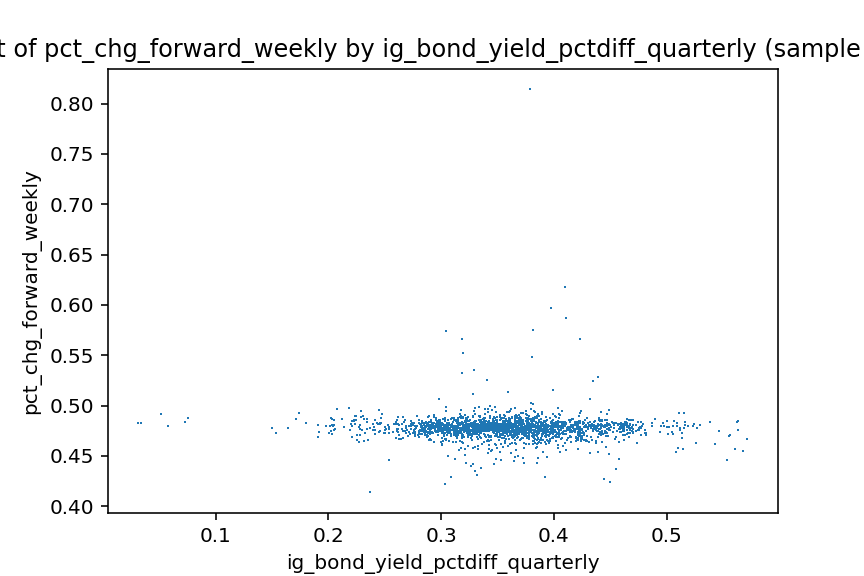 t of pct_chg_forward_weekly by ig_bond_yield_pctdiff_quarterly (sample
0.80
0.75
0.70
0.65
0.60
0.55
0.50
0.45
0.40
pct_chg_forward_weekly
0.1 0.2 0.3 0.4 0.5
ig_bond_yield_pctdiff_quarterly